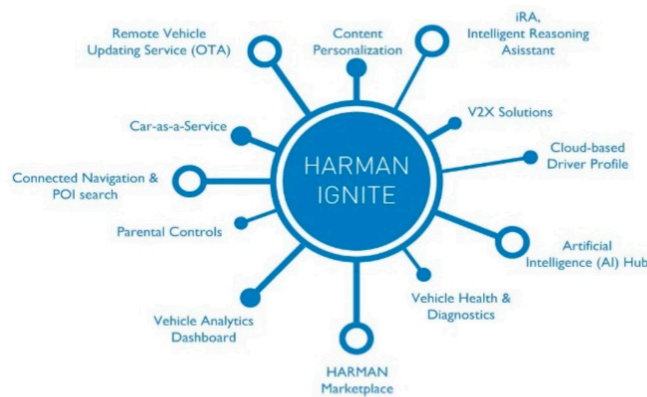 Remote Vehicle
Updating Service (OTA)
Content
Personalization
iRA,
Intelligent Reasoning
Asisstant
Car-as-a-Service
V2X Solutions
Cloud-based
Driver Profile
Connected Navigation &
POI search
HARMAN
IGNITE
Parental Controls
Artificial
Intelligence (AI) Hub
Vehicle Analytics
Dashboard
Vehicle Health &
Diagnostics
HARMAN
Marketplace